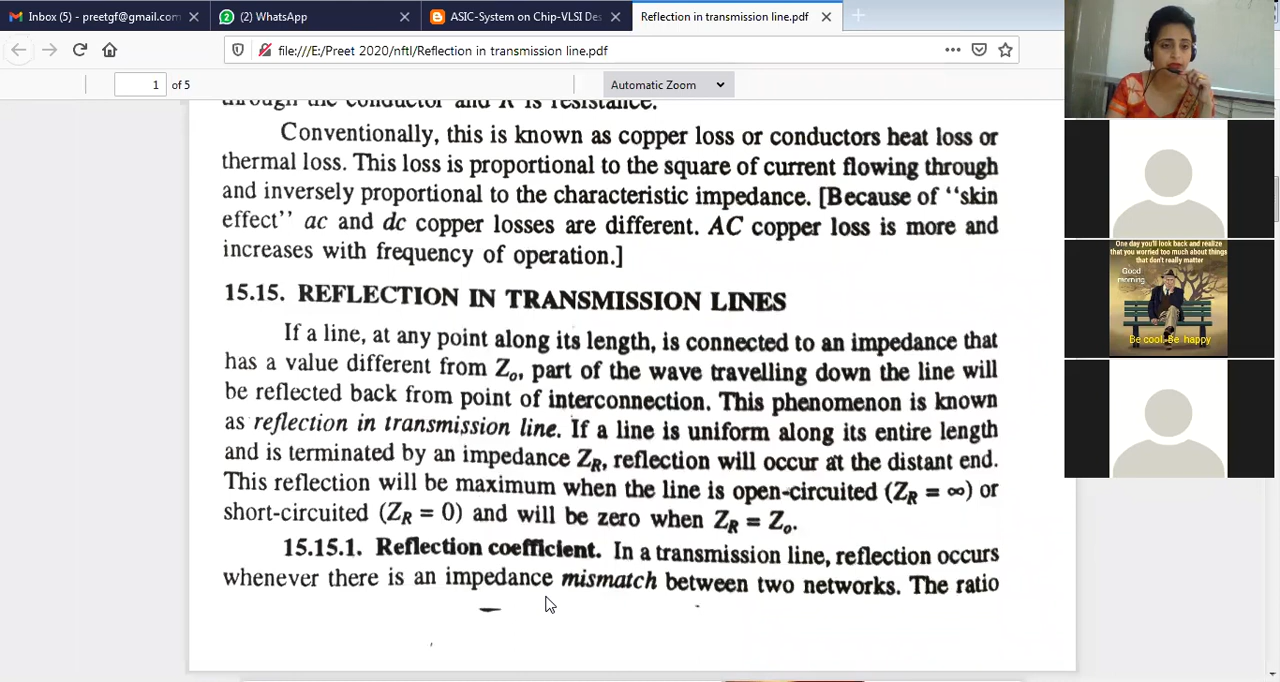 Inbox (5) - preetgf@gmail.com
(2) WhatsApp
ASIC-System on Chip-VLSI Des
Reflection in transmission line.pdf
file:///E:/Preet 2020/nftl/Reflection in transmission line.pdf
1 of 5
Automatic Zoom
through the conductor and R is resistance.
Conventionally, this is known as copper loss or conductors heat loss or
thermal loss. This loss is proportional to the square of current flowing through
and inversely proportional to the characteristic impedance. [Because of "skin
effect" ac and dc copper losses are different. AC copper loss is more and
increases with frequency of operation.]
15.15. REFLECTION IN TRANSMISSION LINES
If a line, at any point along its length, is connected to an impedance that
has a value different from Zo, part of the wave travelling down the line will
be reflected back from point of interconnection. This phenomenon is known
as reflection in transmission line. If a line is uniform along its entire length
and is terminated by an impedance ZR, reflection will occur at the distant end.
This reflection will be maximum when the line is open-circuited (ZR = ∞) or
short-circuited (ZR = 0) and will be zero when ZR = Zo.
15.15.1. Reflection coefficient. In a transmission line, reflection occurs
whenever there is an impedance mismatch between two networks. The ratio
One day you'll look back and realize
that you worried too much about things
that don't really matter
Good
morning
Be cool. Be happy